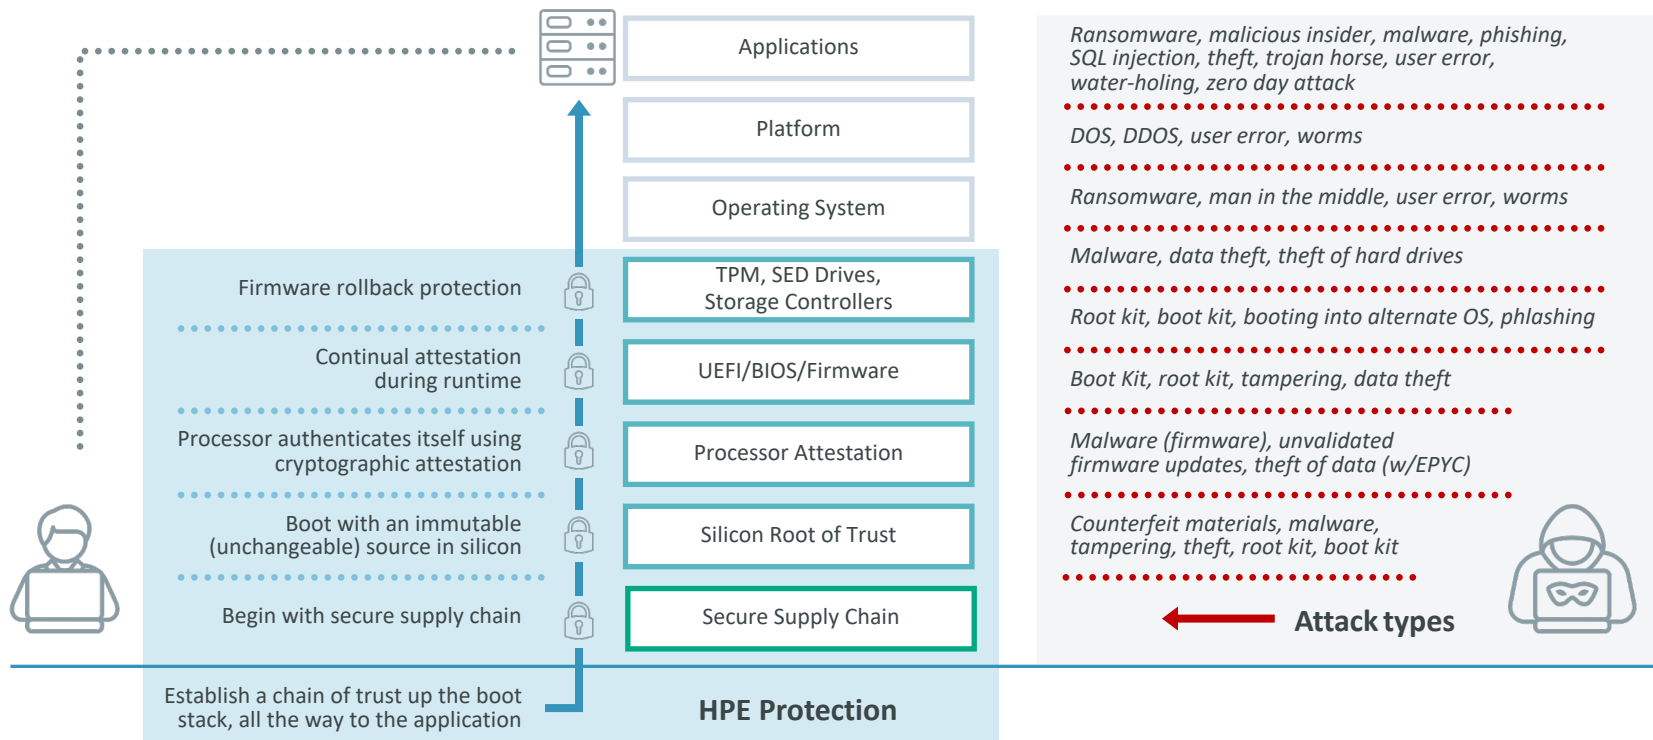 Applications
Ransomware, malicious insider, malware, phishing,
SQL injection, theft, trojan horse, user error,
water-holing, zero day attack
Platform
DOS, DDOS, user error, worms
Operating System
Ransomware, man in the middle, user error, worms
Firmware rollback protection
TPM, SED Drives,
Storage Controllers
Malware, data theft, theft of hard drives
Root kit, boot kit, booting into alternate OS, phlashing
Continual attestation
during runtime
UEFI/BIOS/Firmware
Boot Kit, root kit, tampering, data theft
Processor authenticates itself using
cryptographic attestation
Processor Attestation
Malware (firmware), unvalidated
firmware updates, theft of data (w/EPYC)
Boot with an immutable
(unchangeable) source in silicon
Silicon Root of Trust
Counterfeit materials, malware,
tampering, theft, root kit, boot kit
Begin with secure supply chain
Secure Supply Chain
Attack types
Establish a chain of trust up the boot
stack, all the way to the application
HPE Protection